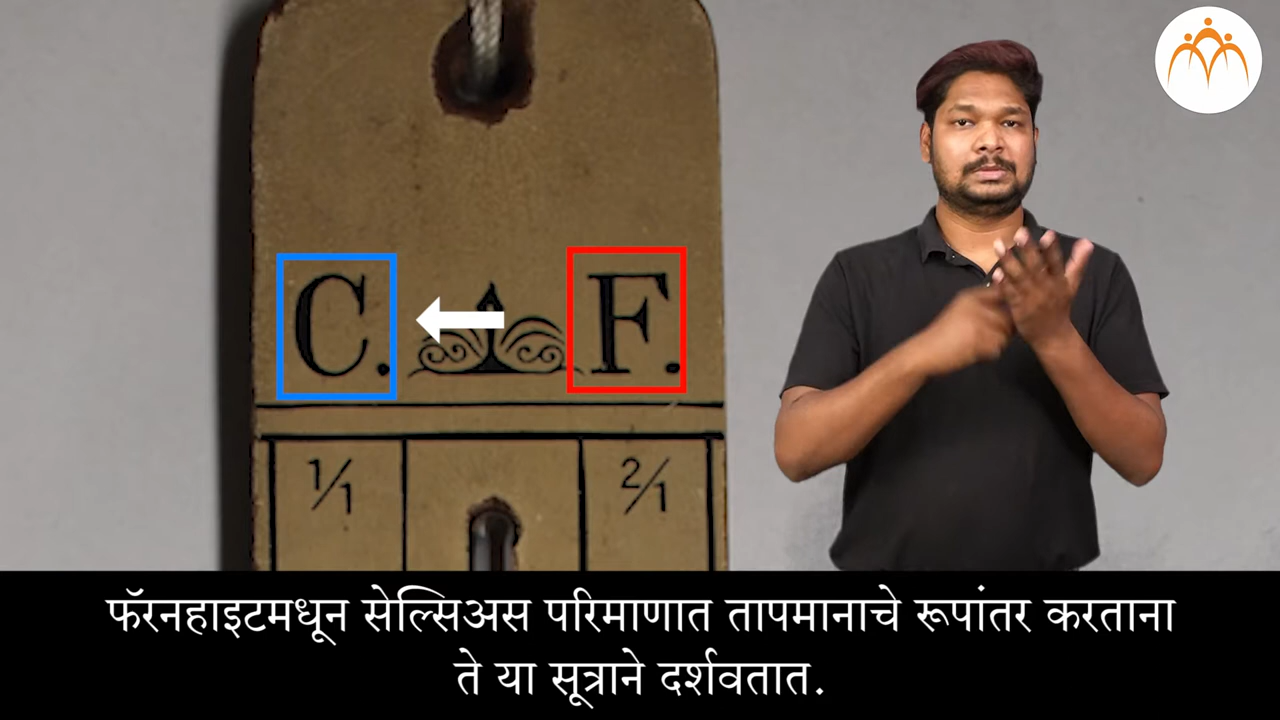 C. F.
1/1 2/1
फॅरनहाइटमधून सेल्सिअस परिमाणात तापमानाचे रूपांतर करताना
ते या सूत्राने दर्शवतात.